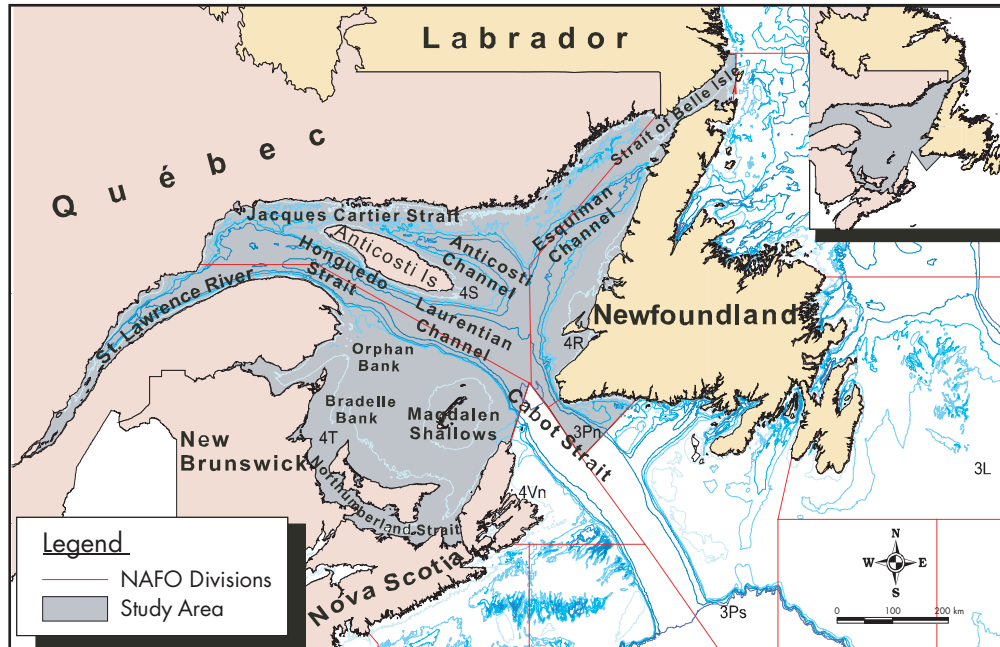 Labrador
Québec
Strait of Belle Isle
Jacques Cartier Strait
Esquiman
Channel
Anticosti Is
Anticosti
Channel
Honguedo
Strait
4S
St. Lawrence River
Laurentian
Channel
Newfoundland
4R
Orphan
Bank
Bradelle
Bank
Magdalen
Shallows
Cabot Strait
3Pn
4T
New
Brunswick
Northumberland Strait
4Vn
3L
Nova Scotia
3Ps
Legend
NAFO Divisions
Study Area
N
W
E
S
0 100 200 km